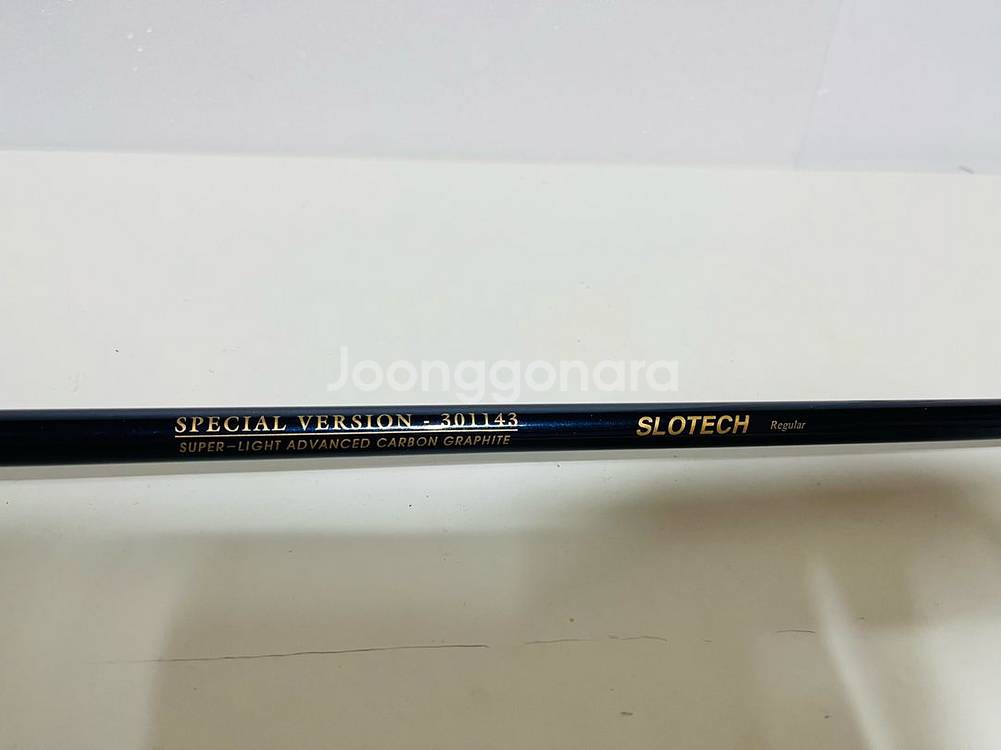 Joonggonara
SPECIAL VERSION - 301143
SUPER-LIGHT ADVANCED CARBON GRAPHITE
SLOTECH Regular